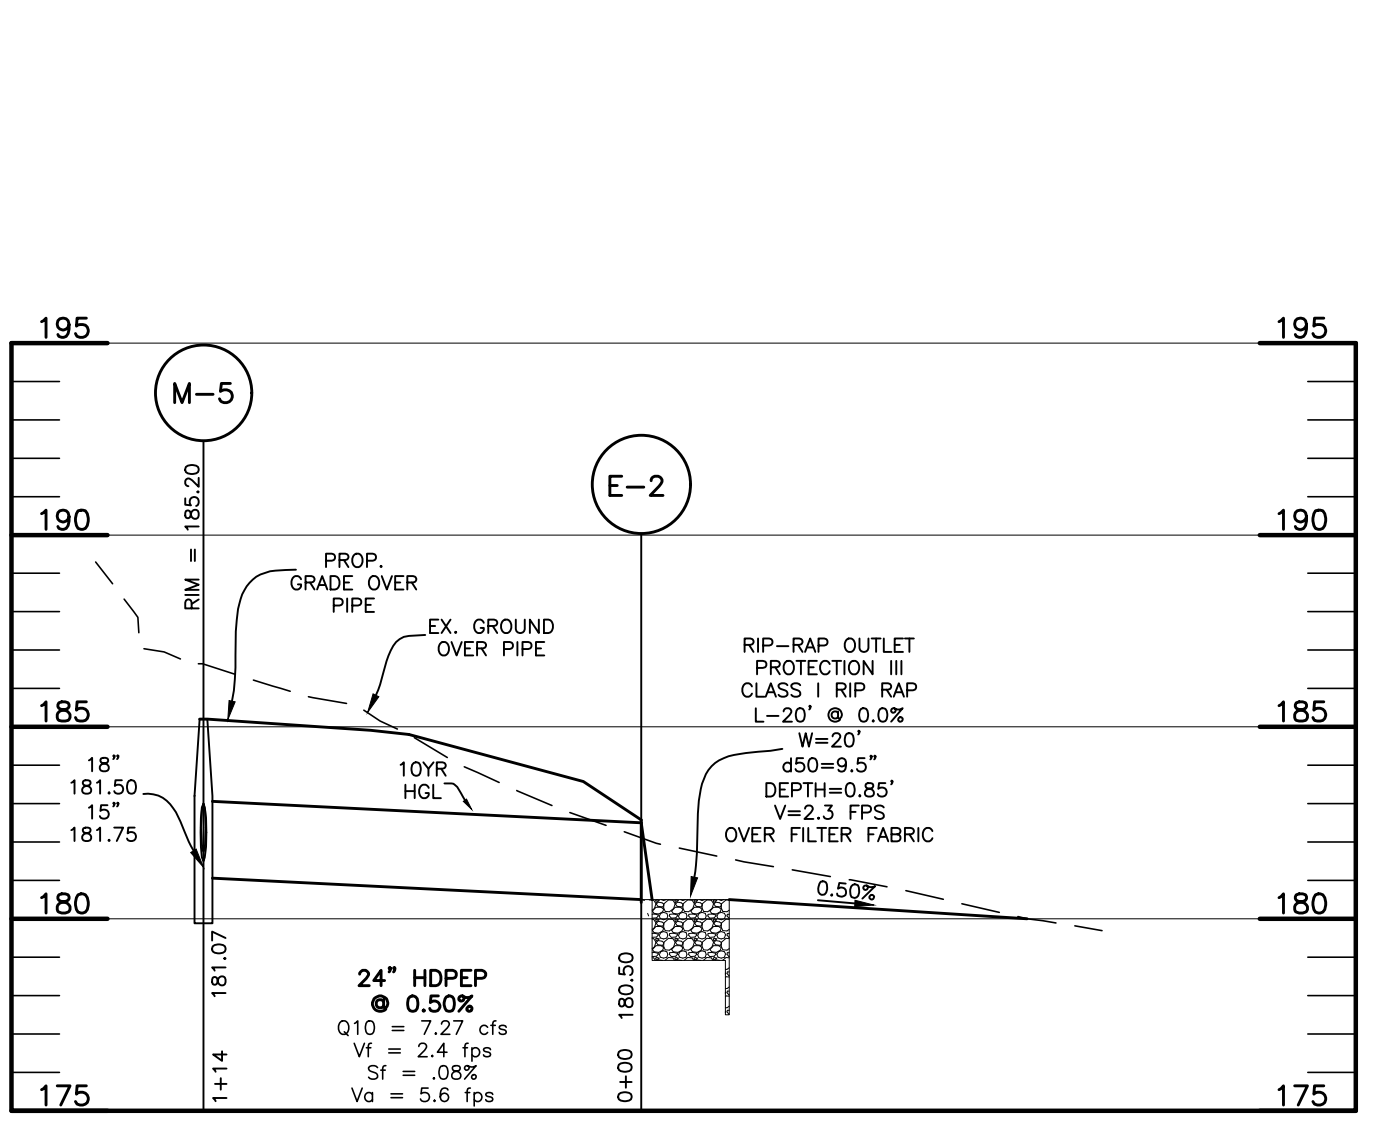 195
195
M-5
RIM = 185.20
E-2
190
190
PROP.
GRADE OVER
PIPE
EX. GROUND
OVER PIPE
RIP-RAP OUTLET
PROTECTION III
CLASS I RIP RAP
L-20' @ 0.0%
W=20'
d50=9.5"
DEPTH=0.85'
V=2.3 FPS
OVER FILTER FABRIC
185
185
18"
181.50
15"
181.75
10YR
HGL
0.50%
180
180
181.07
1+14
24" HDPEP
@ 0.50%
Q10 = 7.27 cfs
Vf = 2.4 fps
Sf = .08%
Va = 5.6 fps
180.50
0+00
175
175